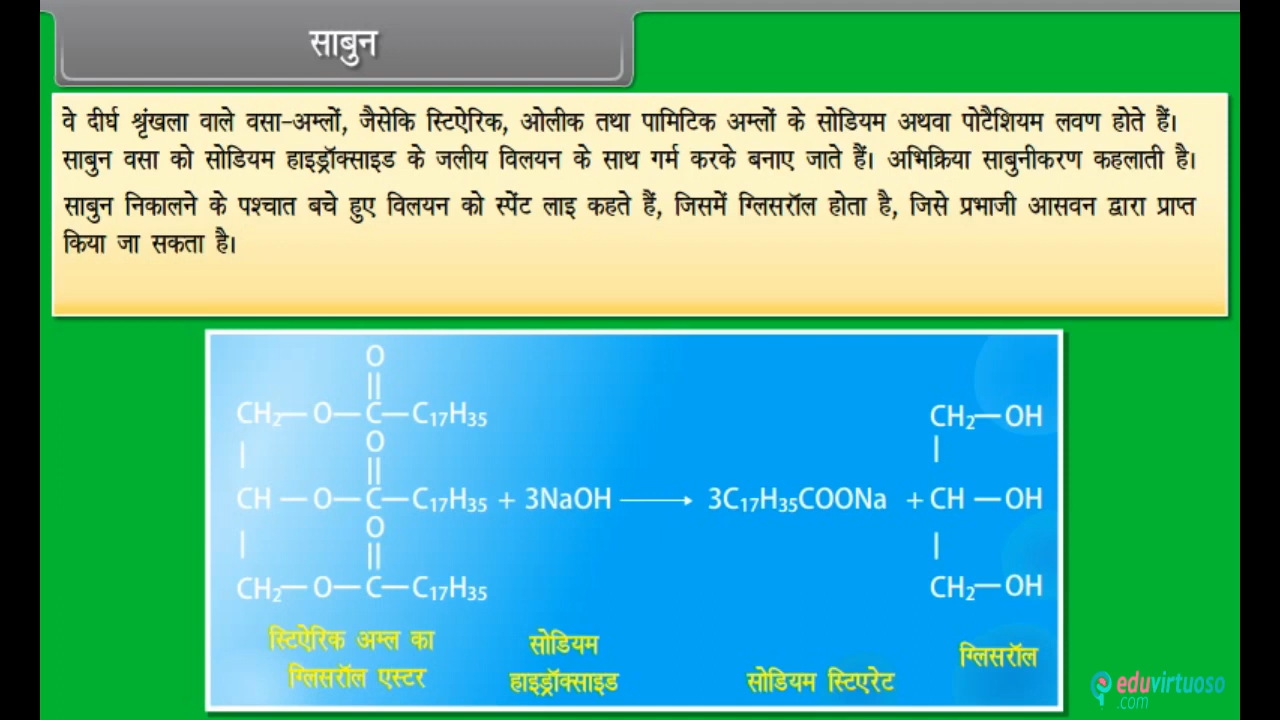 साबुन
वे दीर्घ श्रृंखला वाले वसा-अम्लों, जैसेकि स्टिऐरिक, ओलीक तथा पामिटिक अम्लों के सोडियम अथवा पोटैशियम लवण होते हैं।
साबुन वसा को सोडियम हाइड्रॉक्साइड के जलीय विलयन के साथ गर्म करके बनाए जाते हैं। अभिक्रिया साबुनीकरण कहलाती है।
साबुन निकालने के पश्चात बचे हुए विलयन को स्पेंट लाइ कहते हैं, जिसमें ग्लिसरॉल होता है, जिसे प्रभाजी आसवन द्वारा प्राप्त
किया जा सकता है।
O
||
CH₂—O—C—C₁₇H₃₅ CH₂—OH
O
| || |
CH—O—C—C₁₇H₃₅ + 3NaOH ⟶ 3C₁₇H₃₅COONa + CH—OH
O
| || |
CH₂—O—C—C₁₇H₃₅ CH₂—OH
स्टिऐरिक अम्ल का
ग्लिसरॉल एस्टर
सोडियम
हाइड्रॉक्साइड
सोडियम स्टिएरेट
ग्लिसरॉल
eduvirtuoso
.com